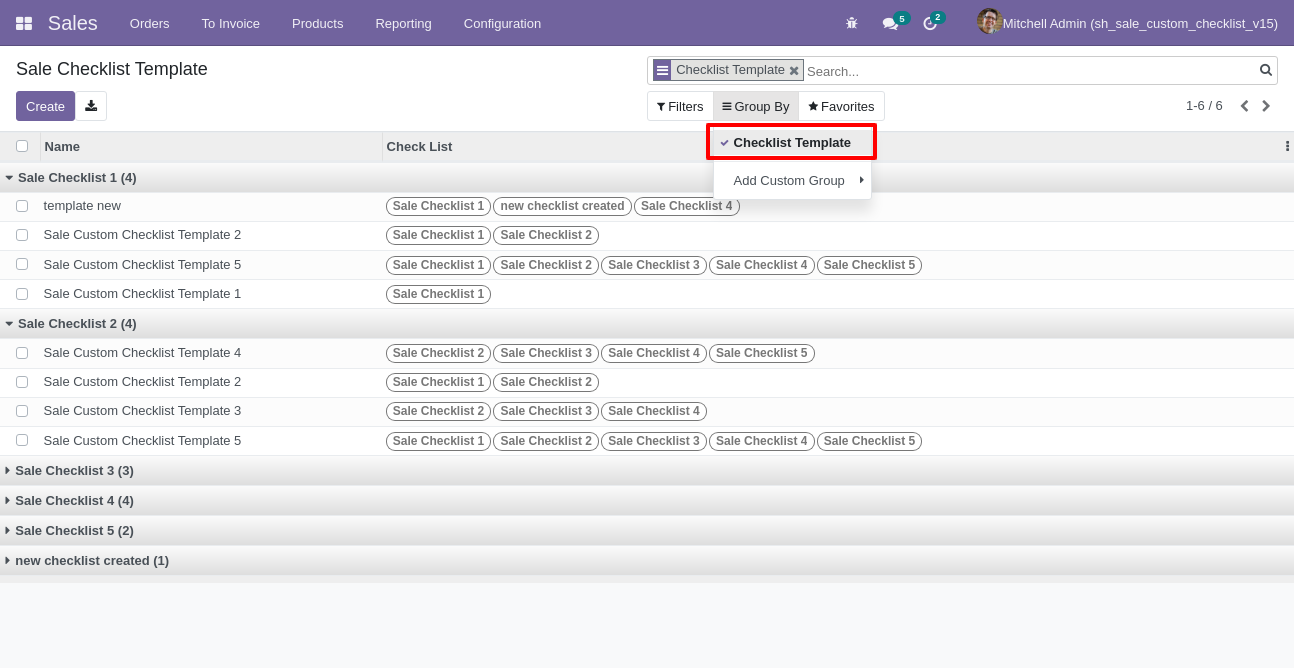 Sales Orders To Invoice Products Reporting Configuration 5 2 Mitchell Admin (sh_sale_custom_checklist_v15)
Sale Checklist Template Checklist Template Search...
Create Filters Group By Favorites 1-6 / 6
Checklist Template
Add Custom Group
Name Check List
Sale Checklist 1 (4)
template new Sale Checklist 1 new checklist created Sale Checklist 4
Sale Custom Checklist Template 2 Sale Checklist 1 Sale Checklist 2
Sale Custom Checklist Template 5 Sale Checklist 1 Sale Checklist 2 Sale Checklist 3 Sale Checklist 4 Sale Checklist 5
Sale Custom Checklist Template 1 Sale Checklist 1
Sale Checklist 2 (4)
Sale Custom Checklist Template 4 Sale Checklist 2 Sale Checklist 3 Sale Checklist 4 Sale Checklist 5
Sale Custom Checklist Template 2 Sale Checklist 1 Sale Checklist 2
Sale Custom Checklist Template 3 Sale Checklist 2 Sale Checklist 3 Sale Checklist 4
Sale Custom Checklist Template 5 Sale Checklist 1 Sale Checklist 2 Sale Checklist 3 Sale Checklist 4 Sale Checklist 5
Sale Checklist 3 (3)
Sale Checklist 4 (4)
Sale Checklist 5 (2)
new checklist created (1)